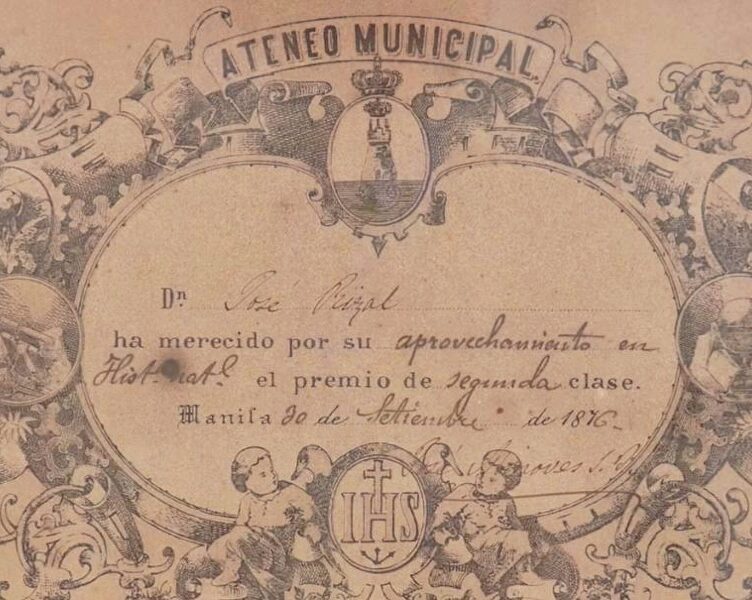 ATENEO MUNICIPAL.
Dn José Rizal
ha merecido por su aprovechamiento en
Hist. nat.l el premio de segunda clase.
Manila 30 de Setiembre de 1876.
IHS